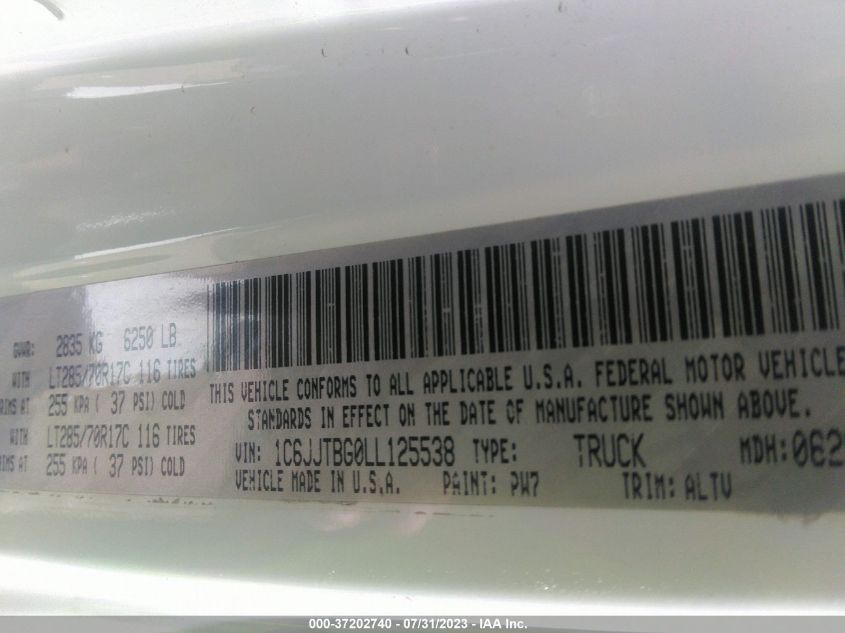 GVWR: 2835 KG 6250 LB
WITH LT285/70R17C 116 TIRES
RIMS AT 255 KPA ( 37 PSI) COLD
WITH LT285/70R17C 116 TIRES
RIMS AT 255 KPA ( 37 PSI) COLD
THIS VEHICLE CONFORMS TO ALL APPLICABLE U.S.A. FEDERAL MOTOR VEHICLE
STANDARDS IN EFFECT ON THE DATE OF MANUFACTURE SHOWN ABOVE.
VIN: 1C6JJTBG0LL125538 TYPE: TRUCK MDH: 062
VEHICLE MADE IN U.S.A. PAINT: PW7 TRIM: ALTV
000-37202740 - 07/31/2023 - IAA Inc.